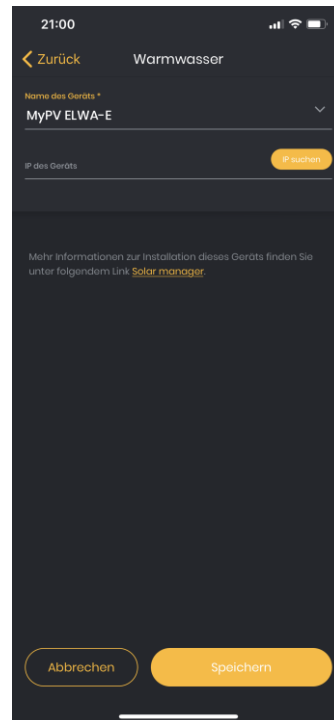 21:00
Zurück
Warmwasser
Name des Geräts *
MyPV ELWA-E
IP des Geräts
IP suchen
Mehr Informationen zur Installation dieses Geräts finden Sie
unter folgendem Link Solar manager.
Abbrechen
Speichern